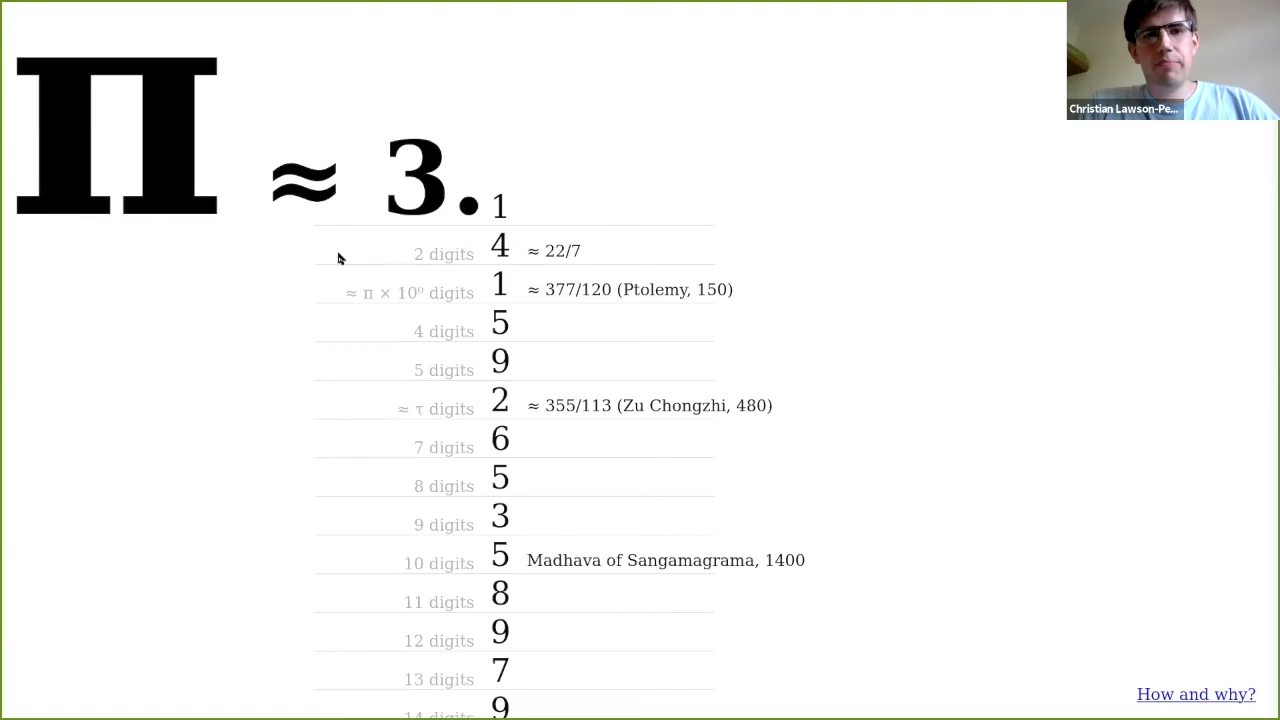 π ≈ 3. 1
2 digits 4 ≈ 22/7
≈ π × 10⁰ digits 1 ≈ 377/120 (Ptolemy, 150)
4 digits 5
5 digits 9
≈ τ digits 2 ≈ 355/113 (Zu Chongzhi, 480)
7 digits 6
8 digits 5
9 digits 3
10 digits 5 Madhava of Sangamagrama, 1400
11 digits 8
12 digits 9
13 digits 7
14 digits 9
How and why?
Christian Lawson-Pe...